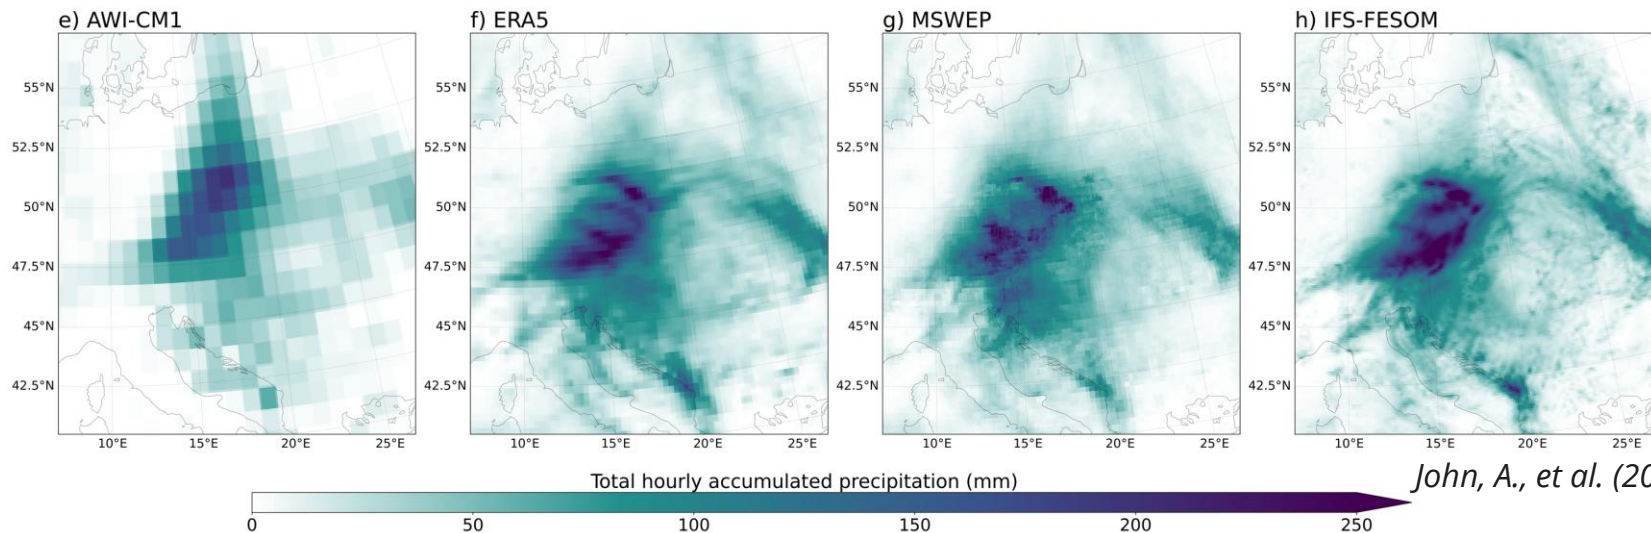 e) AWI-CM1
f) ERA5
g) MSWEP
h) IFS-FESOM
55°N
52.5°N
50°N
47.5°N
45°N
42.5°N
10°E 15°E 20°E 25°E
55°N
52.5°N
50°N
47.5°N
45°N
42.5°N
10°E 15°E 20°E 25°E
55°N
52.5°N
50°N
47.5°N
45°N
42.5°N
10°E 15°E 20°E 25°E
55°N
52.5°N
50°N
47.5°N
45°N
42.5°N
10°E 15°E 20°E 25°E
Total hourly accumulated precipitation (mm)
0 50 100 150 200 250
John, A., et al. (20